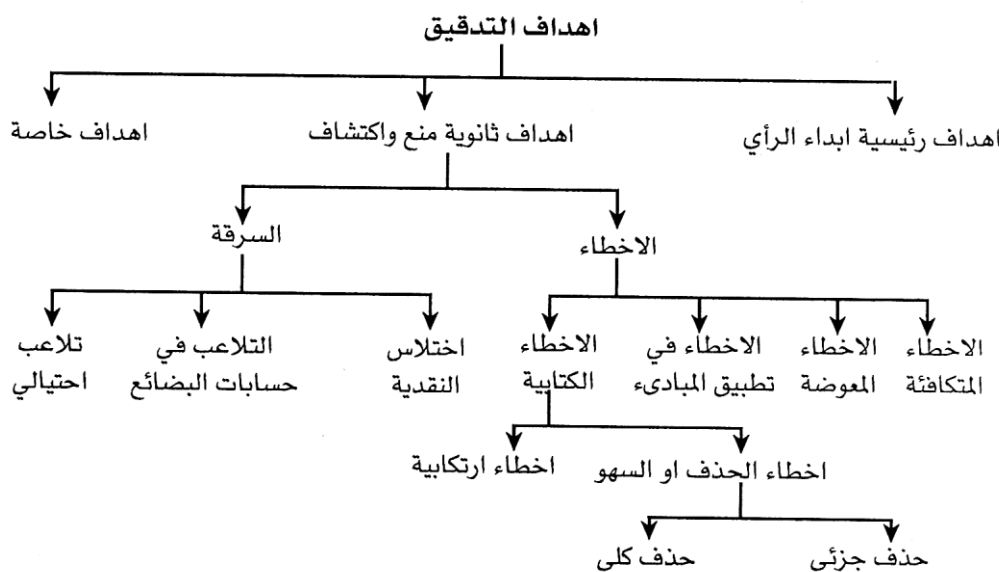 اهداف التدقيق
اهداف رئيسية ابداء الرأي
اهداف ثانوية منع واكتشاف
اهداف خاصة
الاخطاء
السرقة
الاخطاء
المتكافئة
الاخطاء
المعوضة
الاخطاء في
تطبيق المبادىء
الاخطاء
الكتابية
اختلاس
النقدية
التلاعب في
حسابات البضائع
تلاعب
احتيالي
اخطاء الحذف او السهو
اخطاء ارتكابية
حذف جزئي
حذف كلي